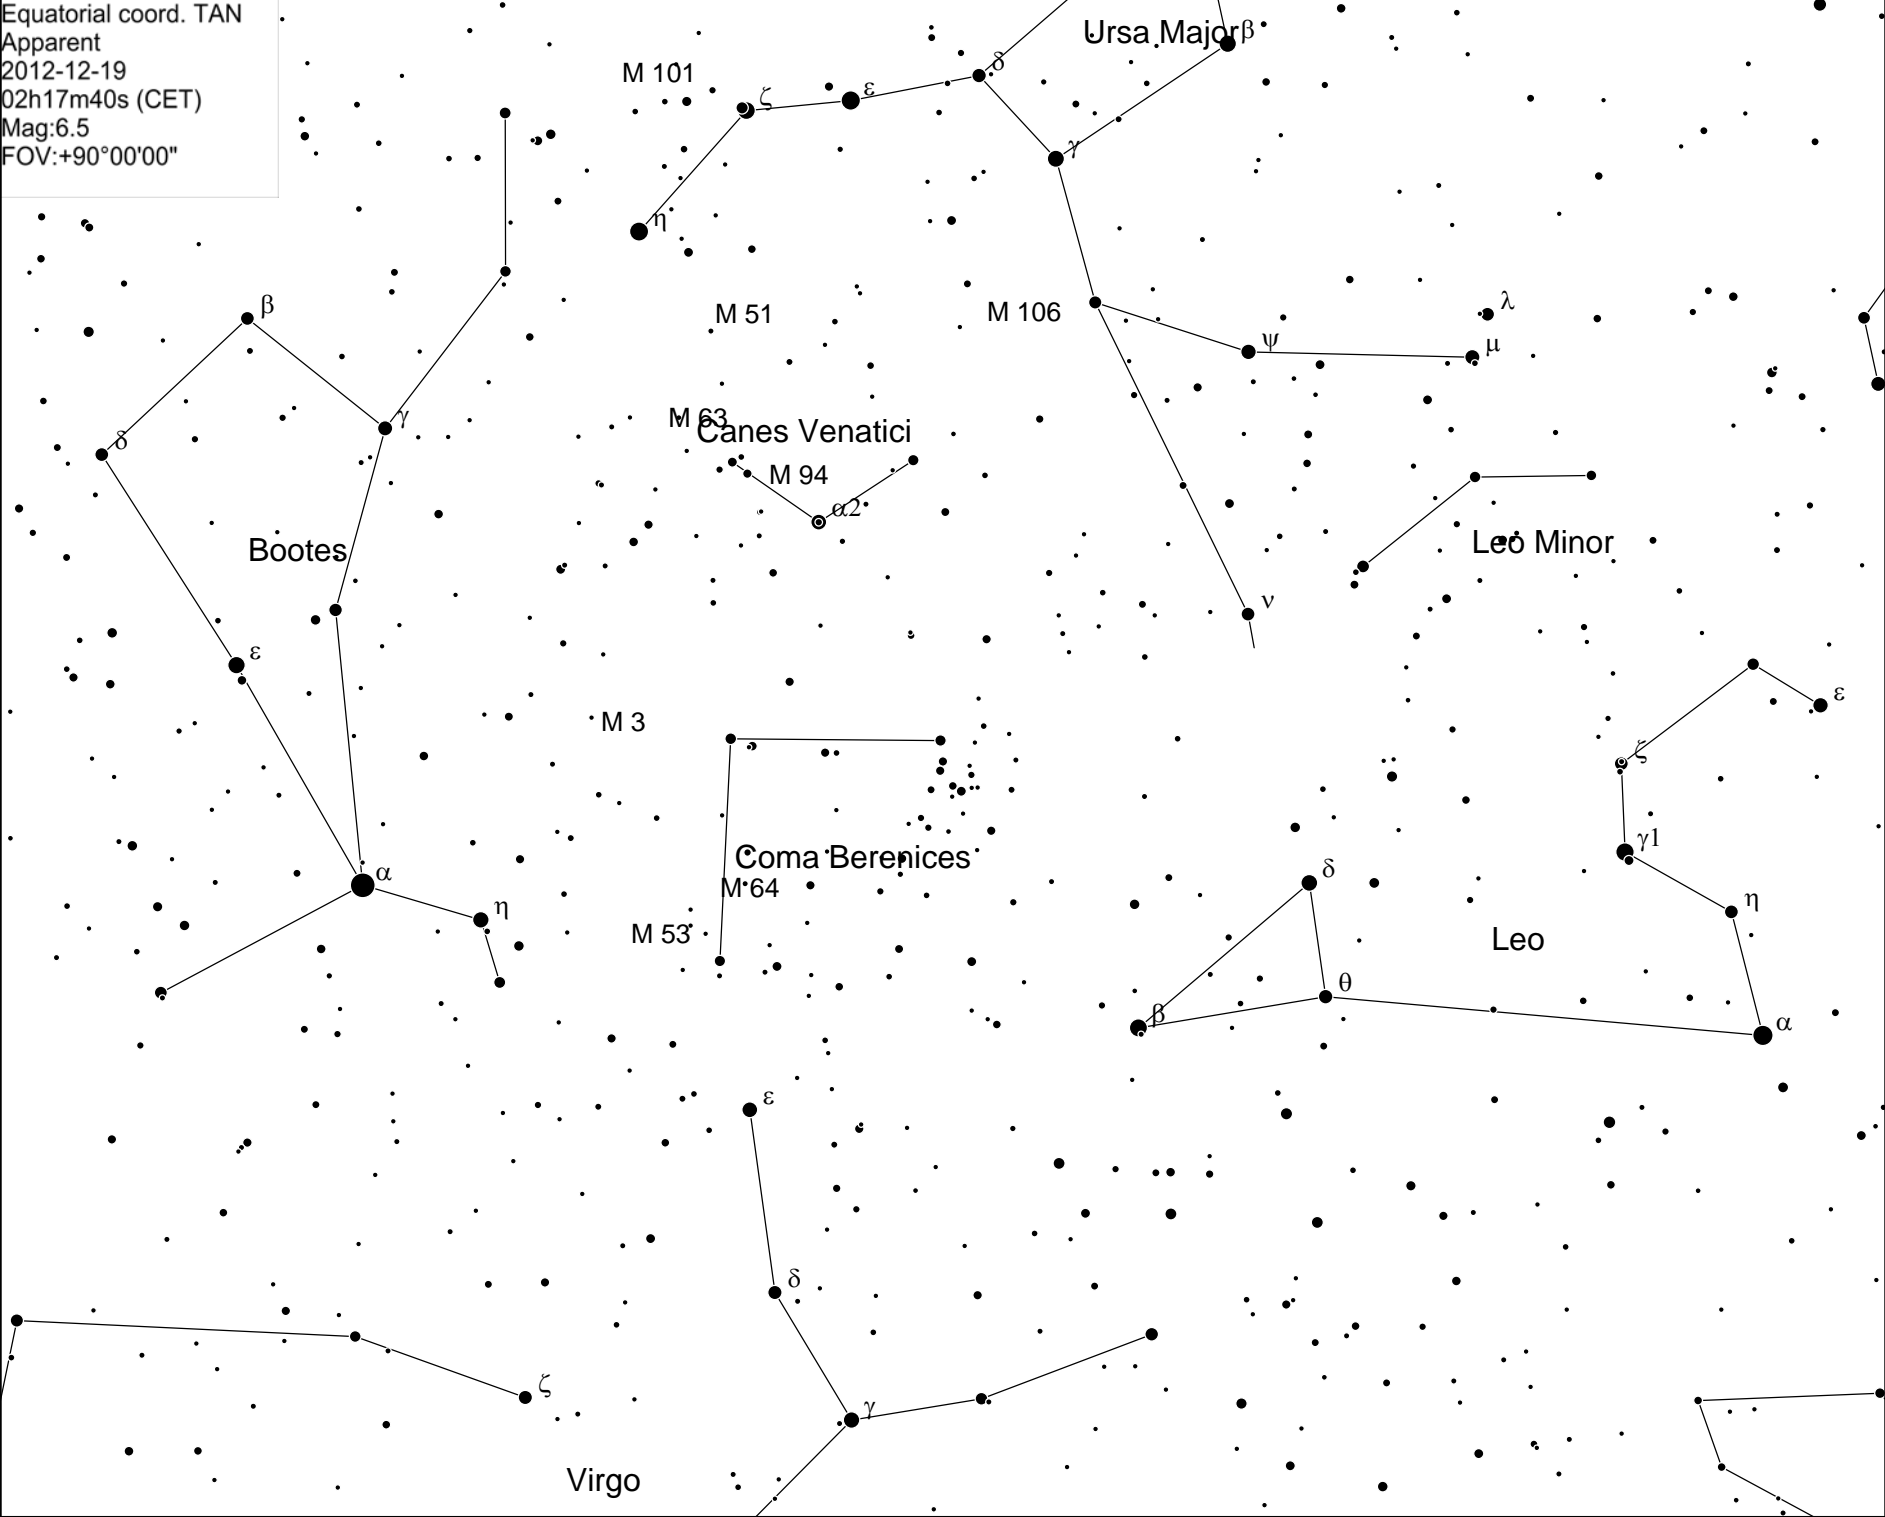 Equatorial coord. TAN
Apparent
2012-12-19
02h17m40s (CET)
Mag:6.5
FOV:+90°00'00"
Ursa Major
β
δ
M 101
ζ
ε
γ
η
β
M 51
M 106
λ
ψ
μ
γ
δ
M 63
Canes Venatici
M 94
α2
Bootes
Leo Minor
ν
ε
ε
M 3
ζ
γ1
Coma Berenices
α
M 64
δ
η
η
M 53
Leo
θ
β
α
ε
δ
ζ
γ
Virgo